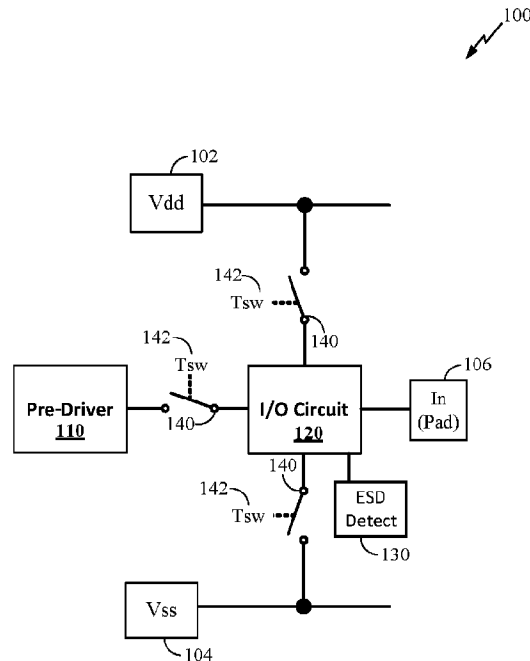 100
102
Vdd
142
Tsw
140
142
Tsw
106
Pre-Driver
110
140
I/O Circuit
120
In
(Pad)
140
142
Tsw
ESD
Detect
130
Vss
104